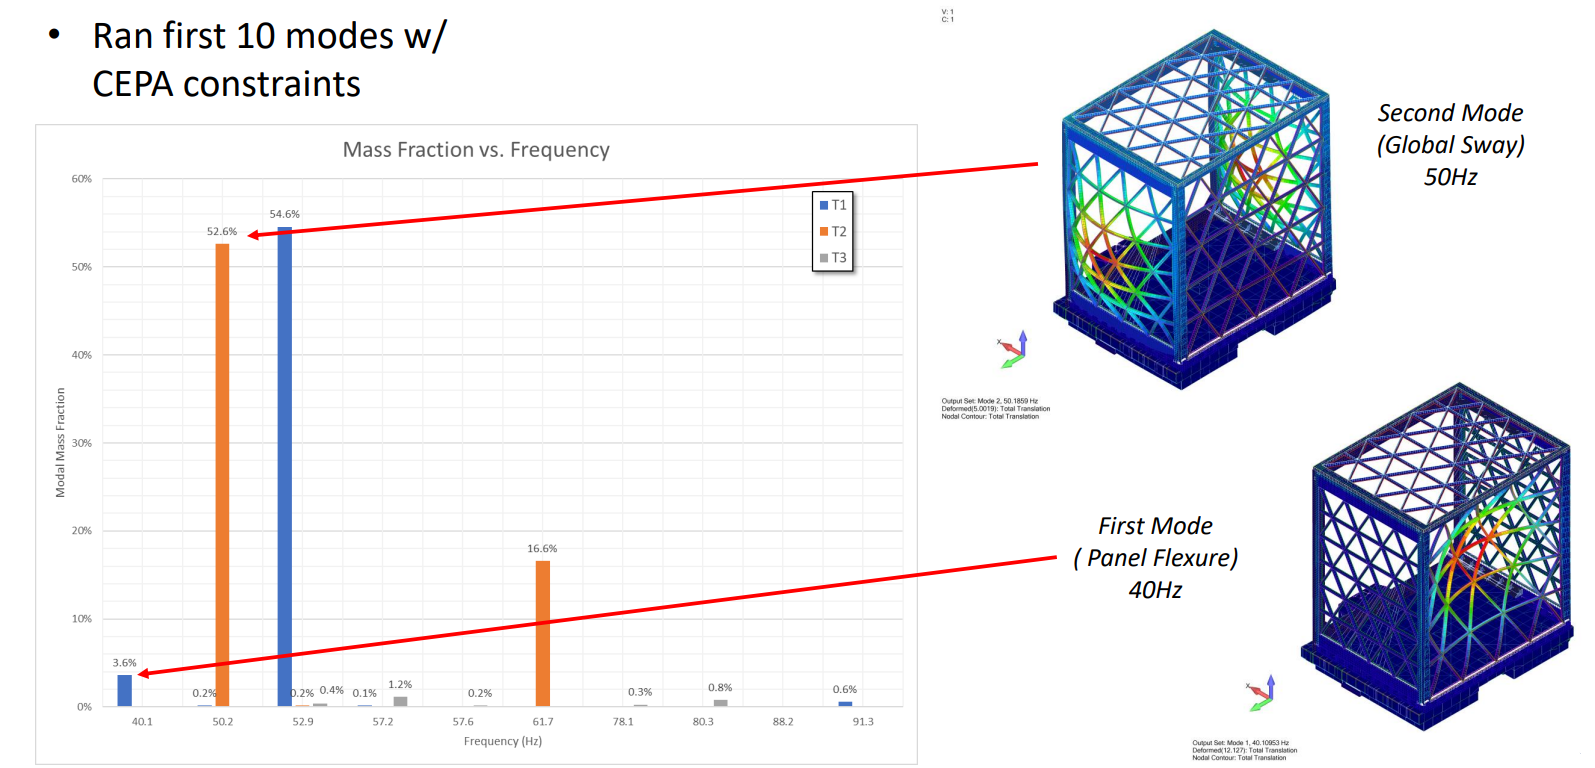 • Ran first 10 modes w/
CEPA constraints
Mass Fraction vs. Frequency
60%
50%
40%
30%
20%
10%
0%
Modal Mass Fraction
3.6%
0.2%
52.6%
54.6%
0.2%
0.4%
0.1%
1.2%
0.2%
16.6%
0.3%
0.8%
0.6%
T1
T2
T3
40.1
50.2
52.9
57.2
57.6
61.7
78.1
80.3
88.2
91.3
Frequency (Hz)
V: 1
C: 1
Second Mode
(Global Sway)
50Hz
X
Output Set: Mode 2, 50.1859 Hz
Deformed(5.0019): Total Translation
Nodal Contour: Total Translation
First Mode
( Panel Flexure)
40Hz
X
Output Set: Mode 1, 40.10953 Hz
Deformed(12.127): Total Translation
Nodal Contour: Total Translation